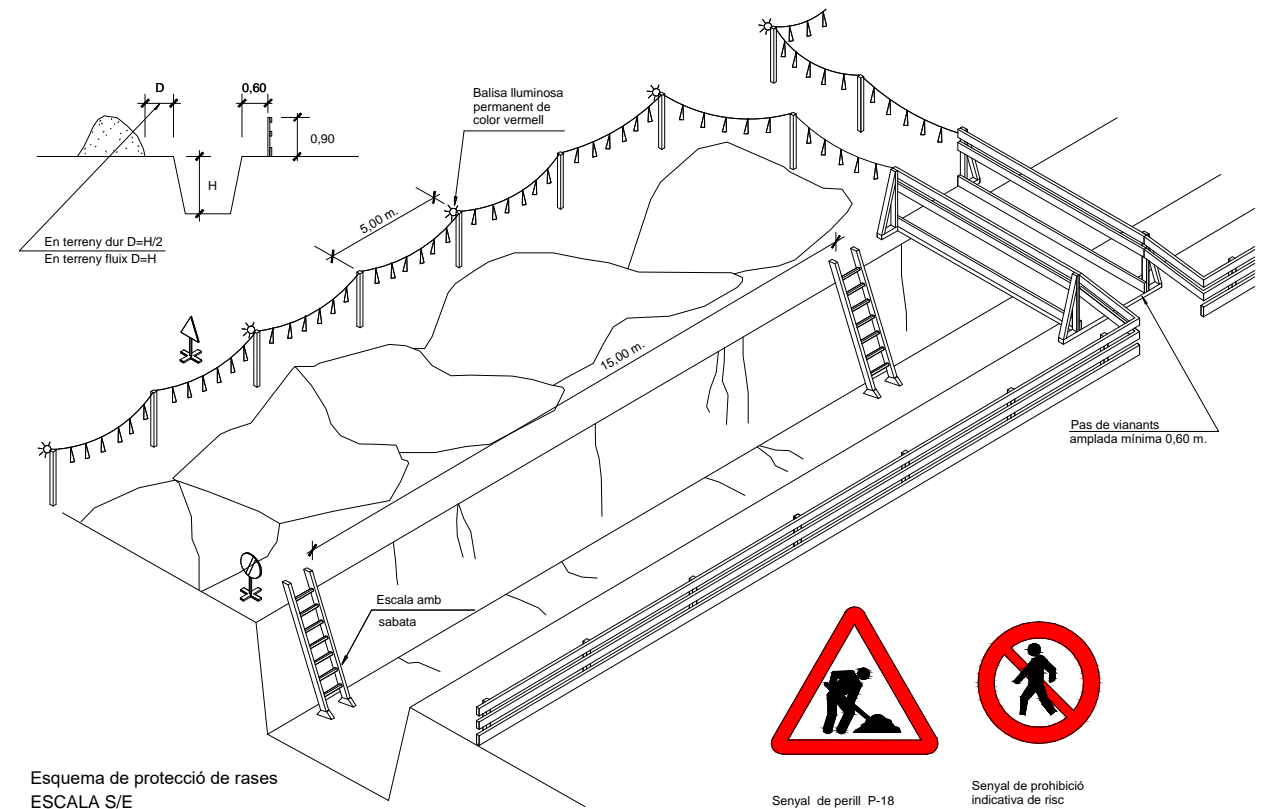 D
0,60
0,90
H
En terreny dur D=H/2
En terreny fluix D=H
Balisa lluminosa
permanent de
color vermell
5,00 m.
15,00 m.
Pas de vianants
amplada mínima 0,60 m.
Escala amb
sabata
Esquema de protecció de rases
ESCALA S/E
Senyal de perill P-18
Senyal de prohibició
indicativa de risc